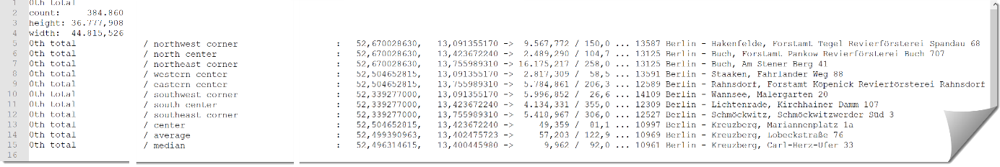 1 0th total
2 count: 384.860
3 height: 36.777,908
4 width: 44.815,526
5 0th total / northwest corner : 52,670028630, 13,091355170 -> 9.567,772 / 150,0 ... 13587 Berlin - Hakenfelde, Forstamt Tegel Revierförsterei Spandau 68
6 0th total / north center : 52,670028630, 13,423672240 -> 2.489,290 / 104,7 ... 13125 Berlin - Buch, Forstamt Pankow Revierförsterei Buch 707
7 0th total / northeast corner : 52,670028630, 13,755989310 -> 16.175,217 / 258,0 ... 13125 Berlin - Buch, Am Stener Berg 41
8 0th total / western center : 52,504652815, 13,091355170 -> 2.817,309 / 58,5 ... 13591 Berlin - Staaken, Fahrlander Weg 88
9 0th total / eastern center : 52,504652815, 13,755989310 -> 5.784,861 / 206,3 ... 12589 Berlin - Rahnsdorf, Forstamt Köpenick Revierförsterei Rahnsdorf
10 0th total / southwest corner : 52,339277000, 13,091355170 -> 5.996,852 / 26,6 ... 14109 Berlin - Wannsee, Malergarten 20
11 0th total / south center : 52,339277000, 13,423672240 -> 4.134,331 / 355,0 ... 12309 Berlin - Lichtenrade, Kirchhainer Damm 107
12 0th total / southeast corner : 52,339277000, 13,755989310 -> 5.418,967 / 306,0 ... 12527 Berlin - Schmöckwitz, Schmöckwitzwerder Süd 3
13 0th total / center : 52,504652815, 13,423672240 -> 49,359 / 81,1 ... 10997 Berlin - Kreuzberg, Mariannenplatz 1a
14 0th total / average : 52,499390963, 13,402475723 -> 57,203 / 122,9 ... 10969 Berlin - Kreuzberg, Lobeckstraße 76
15 0th total / median : 52,496314615, 13,400445980 -> 9,962 / 92,0 ... 10961 Berlin - Kreuzberg, Carl-Herz-Ufer 33
16